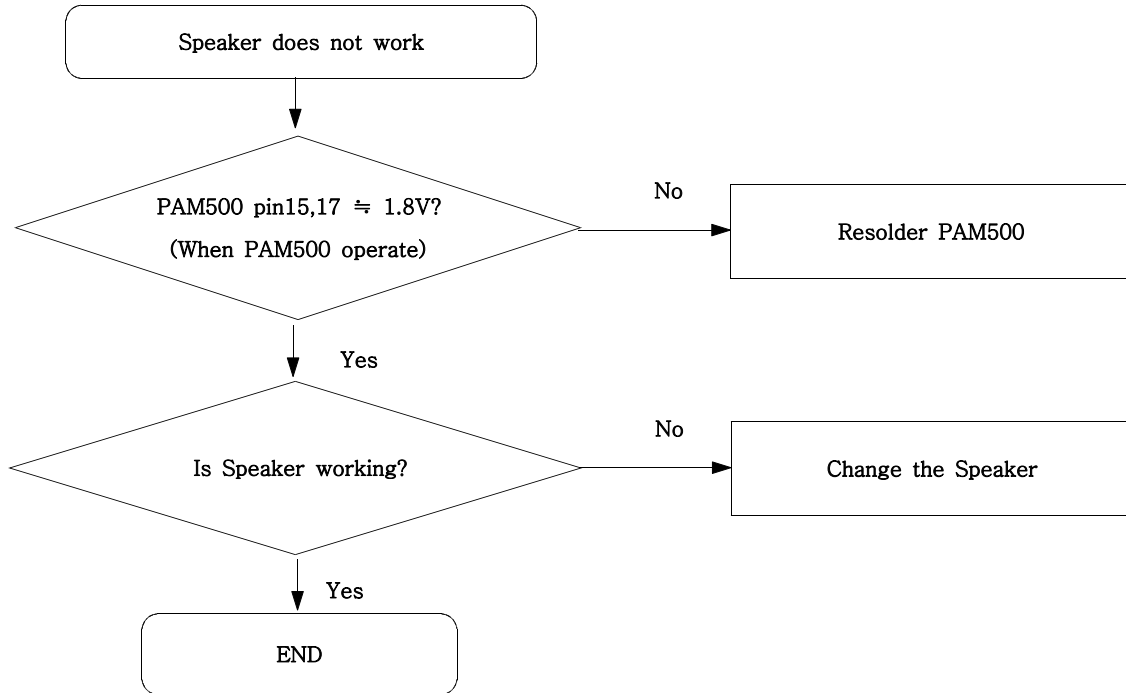 Speaker does not work
PAM500 pin15,17 ≒ 1.8V?
(When PAM500 operate)
No
Resolder PAM500
Yes
Is Speaker working?
No
Change the Speaker
Yes
END